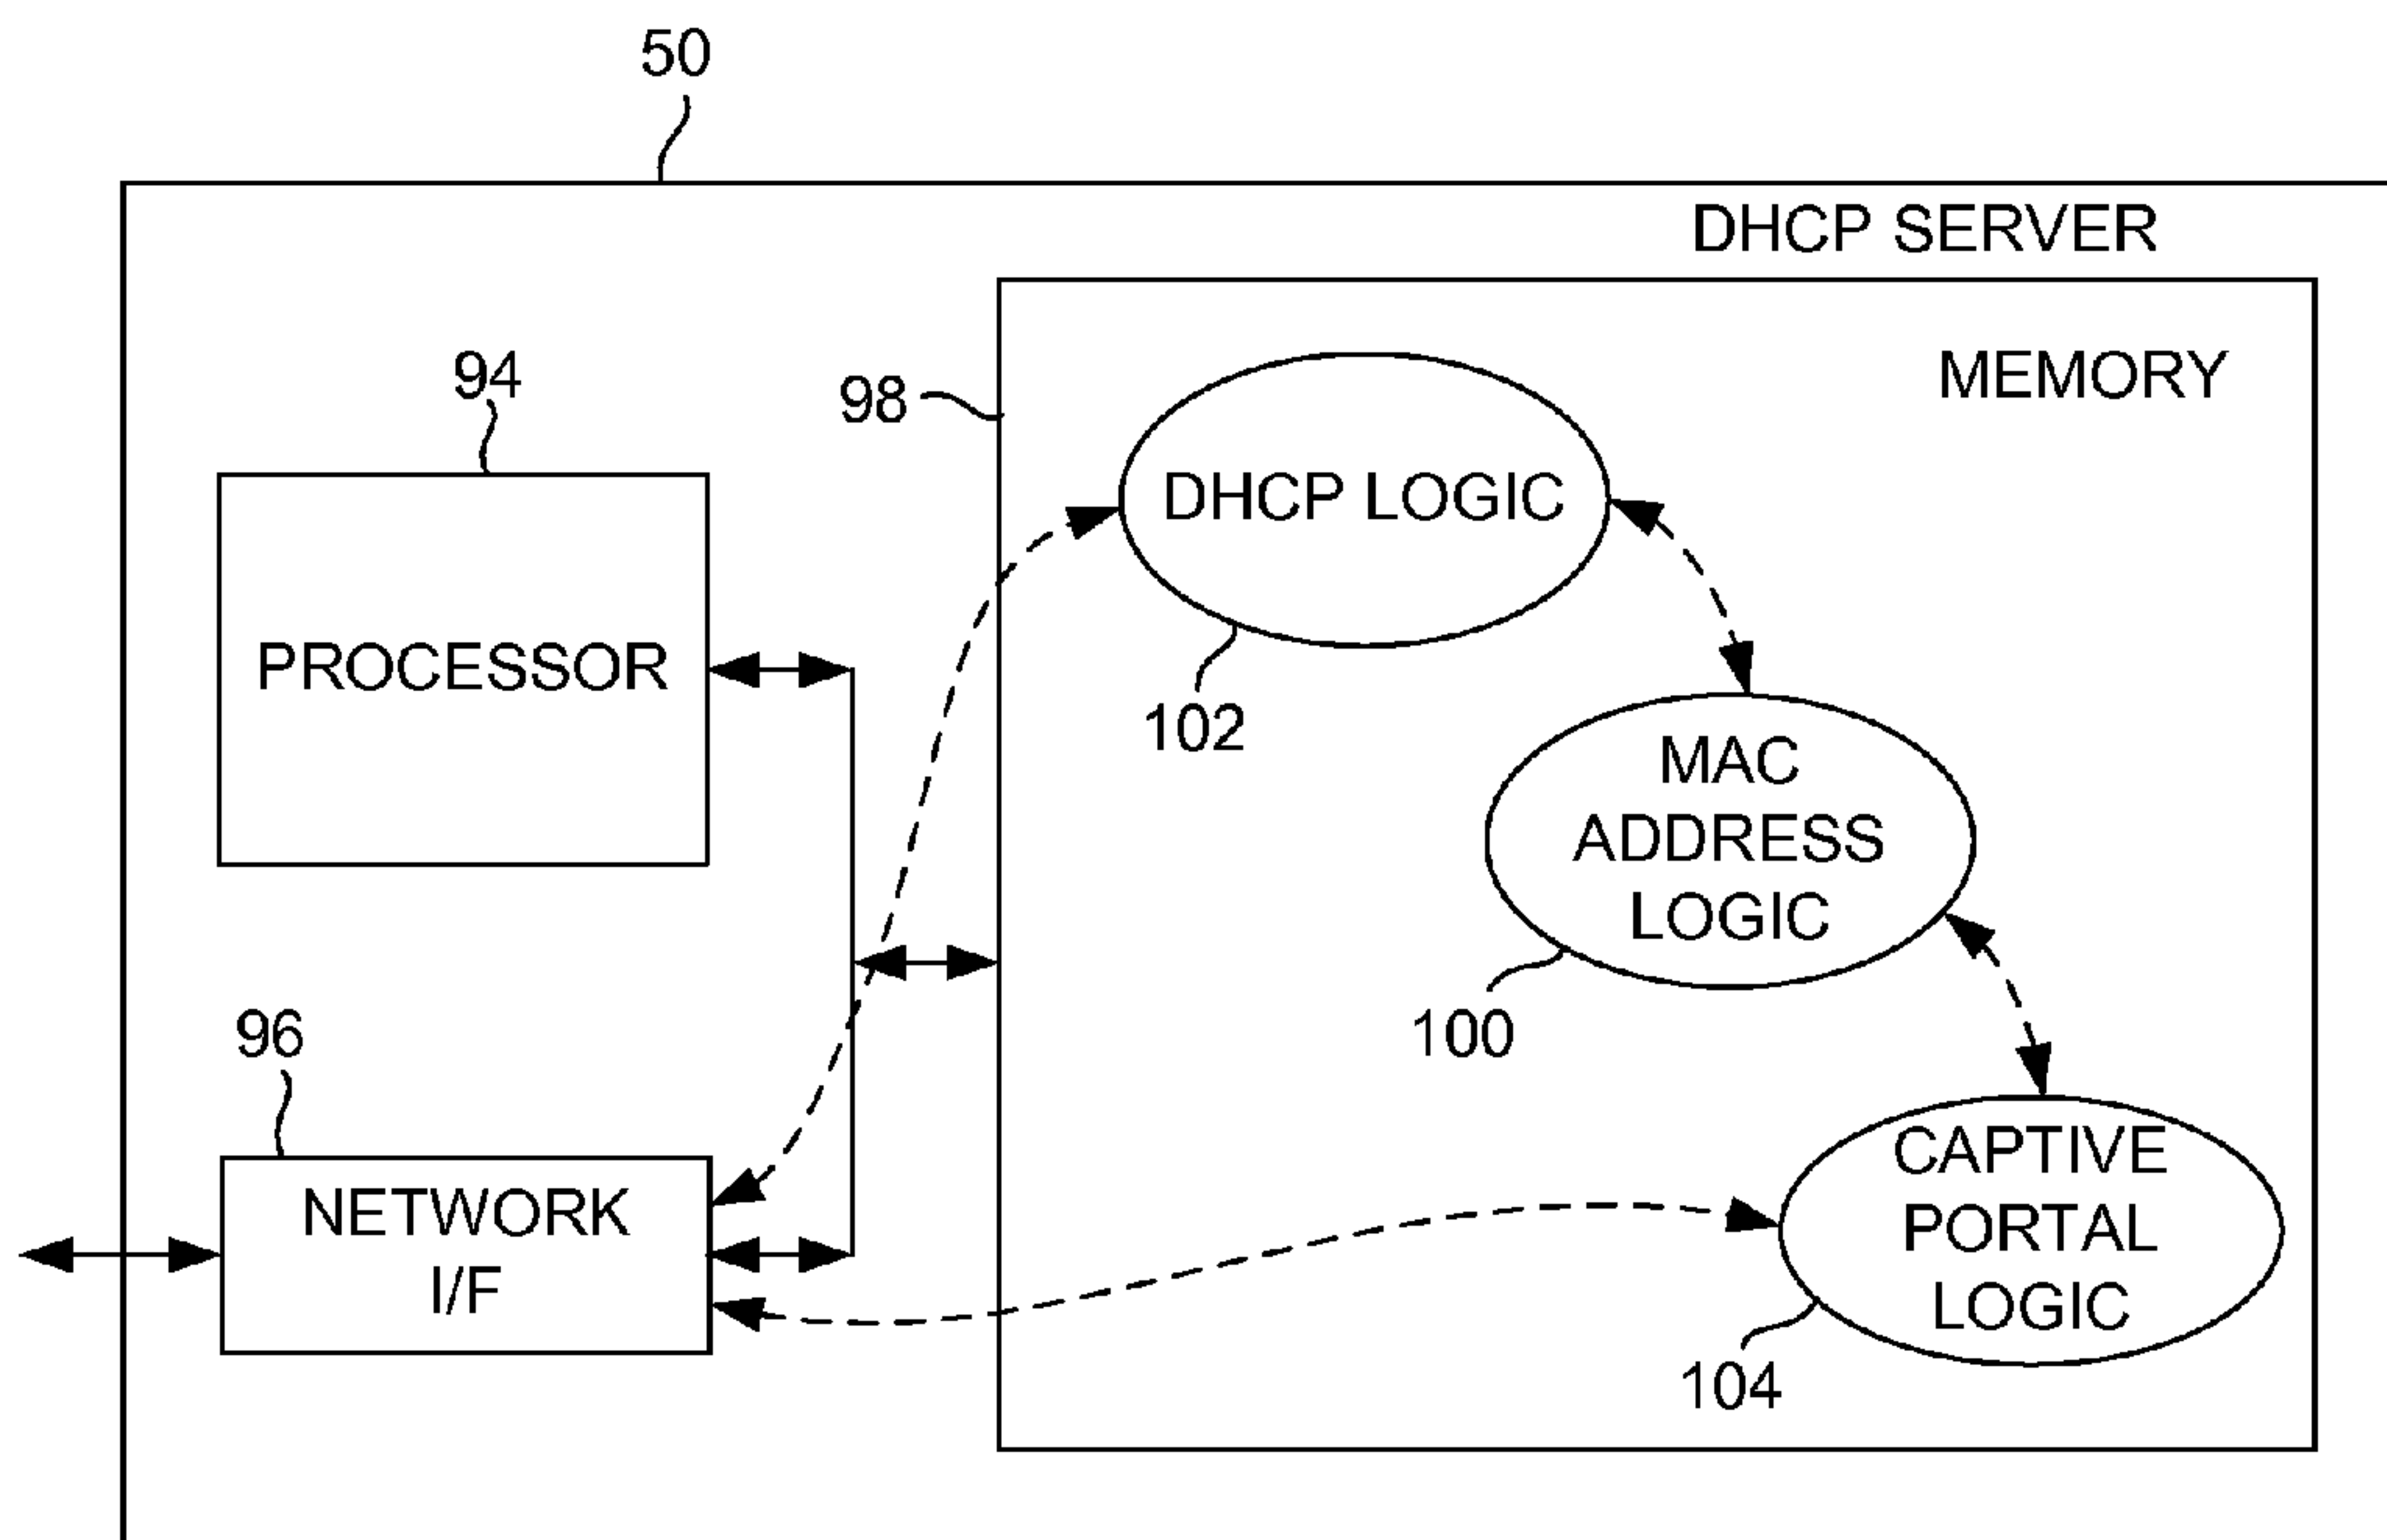 50
DHCP SERVER
94
98
MEMORY
DHCP LOGIC
PROCESSOR
102
MAC
ADDRESS
LOGIC
100
96
NETWORK
I/F
CAPTIVE
PORTAL
LOGIC
104